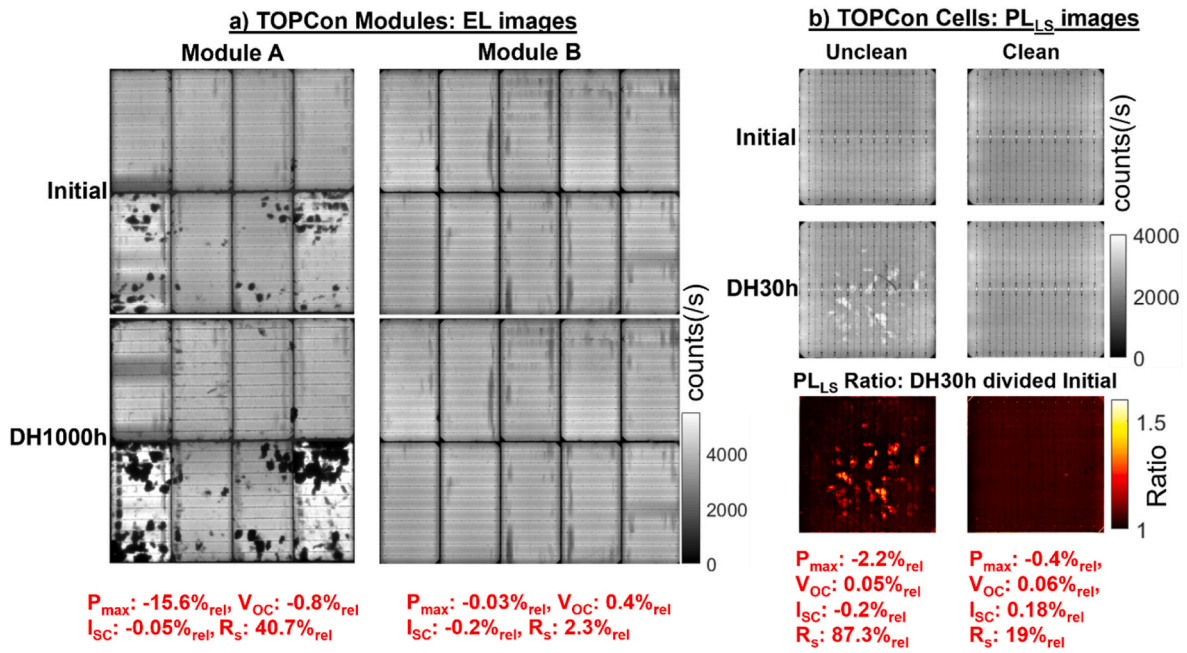 a) TOPCon Modules: EL images
Module A
Module B
Initial
DH1000h
counts(/s)
4000
2000
0
Pmax: -15.6%rel, VOC: -0.8%rel
ISC: -0.05%rel, Rs: 40.7%rel
Pmax: -0.03%rel, VOC: 0.4%rel
ISC: -0.2%rel, Rs: 2.3%rel
b) TOPCon Cells: PLLS images
Unclean
Clean
Initial
DH30h
counts(/s)
4000
2000
0
PLLS Ratio: DH30h divided Initial
1.5
1
Ratio
Pmax: -2.2%rel
VOC: 0.05%rel
ISC: -0.2%rel
Rs: 87.3%rel
Pmax: -0.4%rel,
VOC: 0.06%rel,
ISC: 0.18%rel
Rs: 19%rel